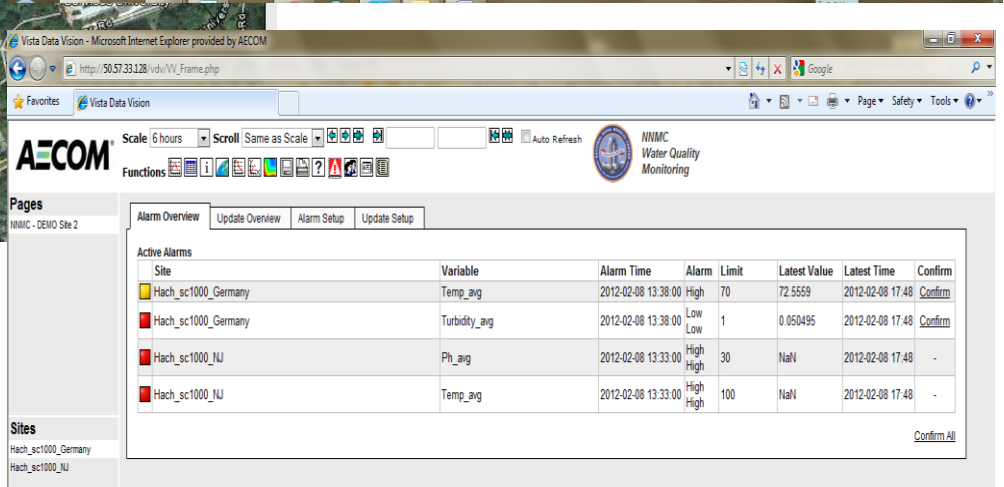 Rd
Vista Data Vision - Microsoft Internet Explorer provided by AECOM
http://50.57.33.128/vdv/VV_Frame.php
Google
Favorites Vista Data Vision Page Safety Tools
AECOM Scale 6 hours Scroll Same as Scale Auto Refresh
Functions
NNMC
Water Quality
Monitoring
Pages
NNMC - DEMO Site 2
Alarm Overview Update Overview Alarm Setup Update Setup
Active Alarms
Site Variable Alarm Time Alarm Limit Latest Value Latest Time Confirm
Hach_sc1000_Germany Temp_avg 2012-02-08 13:38:00 High 70 72.5559 2012-02-08 17:48 Confirm
Hach_sc1000_Germany Turbidity_avg 2012-02-08 13:38:00 Low Low 1 0.050495 2012-02-08 17:48 Confirm
Hach_sc1000_NJ Ph_avg 2012-02-08 13:33:00 High High 30 NaN 2012-02-08 17:48 -
Hach_sc1000_NJ Temp_avg 2012-02-08 13:33:00 High High 100 NaN 2012-02-08 17:48 -
Confirm All
Sites
Hach_sc1000_Germany
Hach_sc1000_NJ